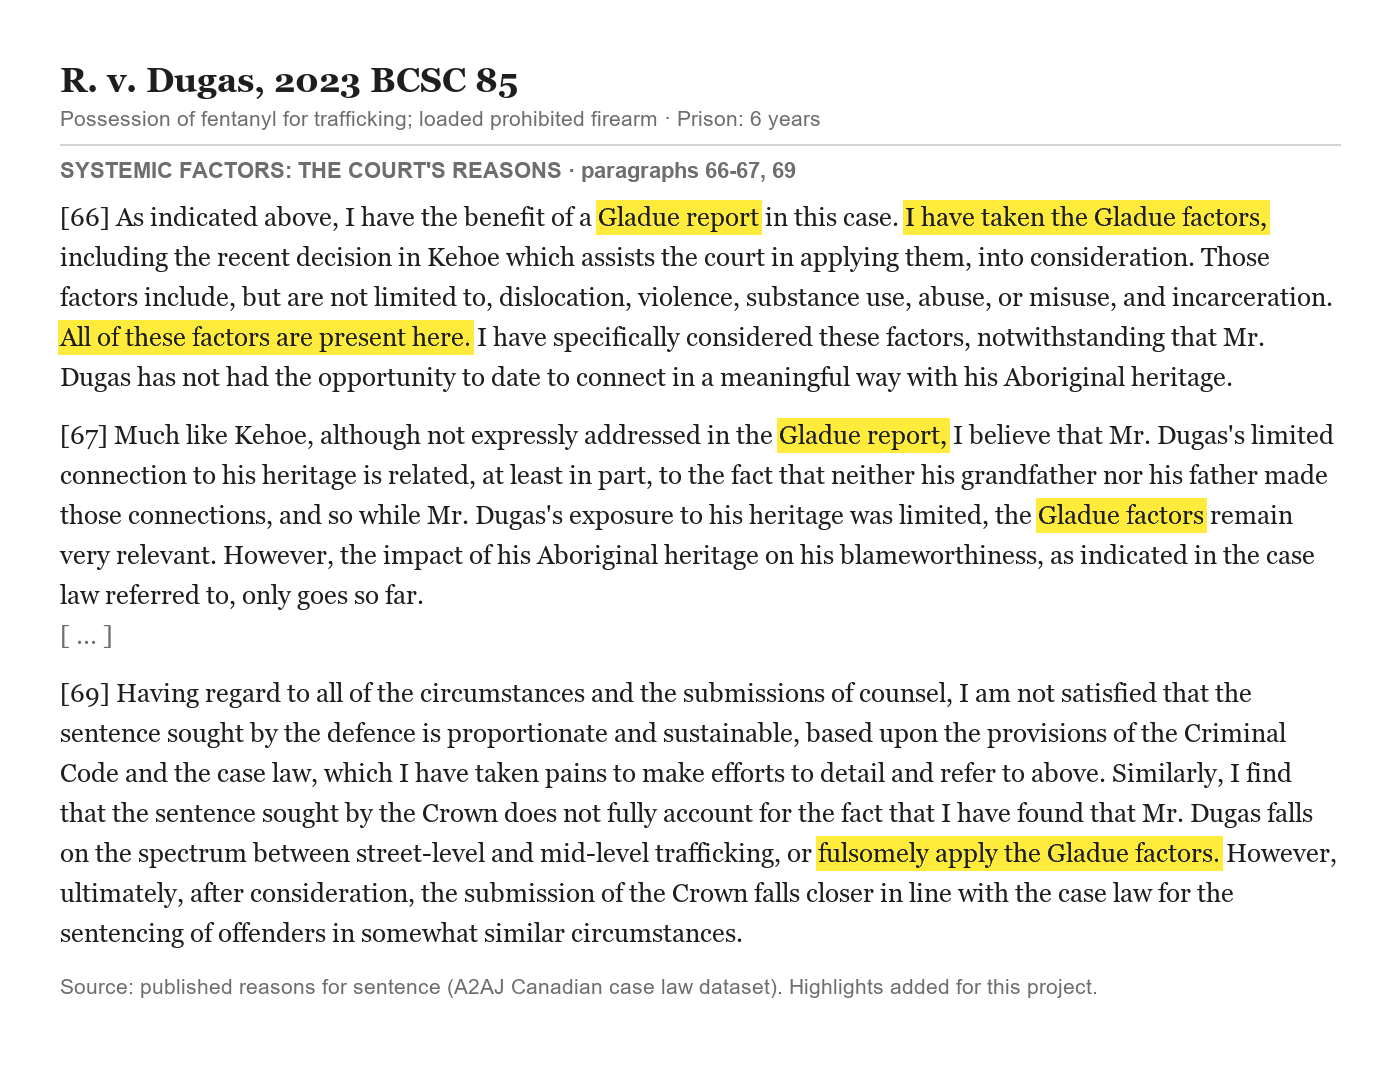 R. v. Dugas, 2023 BCSC 85
Possession of fentanyl for trafficking; loaded prohibited firearm · Prison: 6 years
SYSTEMIC FACTORS: THE COURT'S REASONS · paragraphs 66-67, 69
[66] As indicated above, I have the benefit of a Gladue report in this case. I have taken the Gladue factors,
including the recent decision in Kehoe which assists the court in applying them, into consideration. Those
factors include, but are not limited to, dislocation, violence, substance use, abuse, or misuse, and incarceration.
All of these factors are present here. I have specifically considered these factors, notwithstanding that Mr.
Dugas has not had the opportunity to date to connect in a meaningful way with his Aboriginal heritage.
[67] Much like Kehoe, although not expressly addressed in the Gladue report, I believe that Mr. Dugas's limited
connection to his heritage is related, at least in part, to the fact that neither his grandfather nor his father made
those connections, and so while Mr. Dugas's exposure to his heritage was limited, the Gladue factors remain
very relevant. However, the impact of his Aboriginal heritage on his blameworthiness, as indicated in the case
law referred to, only goes so far.
[ ... ]
[69] Having regard to all of the circumstances and the submissions of counsel, I am not satisfied that the
sentence sought by the defence is proportionate and sustainable, based upon the provisions of the Criminal
Code and the case law, which I have taken pains to make efforts to detail and refer to above. Similarly, I find
that the sentence sought by the Crown does not fully account for the fact that I have found that Mr. Dugas falls
on the spectrum between street-level and mid-level trafficking, or fulsomely apply the Gladue factors. However,
ultimately, after consideration, the submission of the Crown falls closer in line with the case law for the
sentencing of offenders in somewhat similar circumstances.
Source: published reasons for sentence (A2AJ Canadian case law dataset). Highlights added for this project.